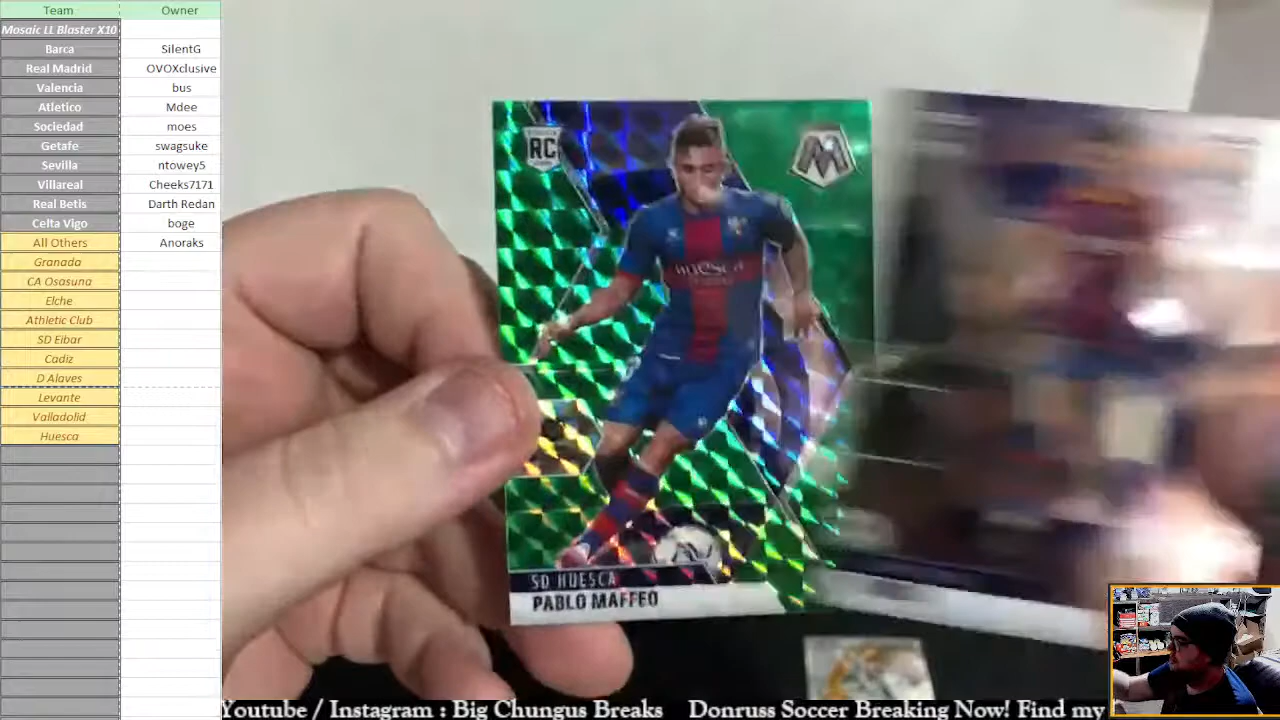 Team Owner
Mosaic LL Blaster X10
Barca SilentG
Real Madrid OVOXclusive
Valencia bus
Atletico Mdee
Sociedad moes
Getafe swagsuke
Sevilla ntowey5
Villareal Cheeks7171
Real Betis Darth Redan
Celta Vigo boge
All Others Anoraks
Granada
CA Osasuna
Elche
Athletic Club
SD Eibar
Cadiz
D Alaves
Levante
Valladolid
Huesca
RC
M
HUESCA
SD HUESCA
PABLO MAFFEO
Youtube / Instagram : Big Chungus Breaks Donruss Soccer Breaking Now! Find my